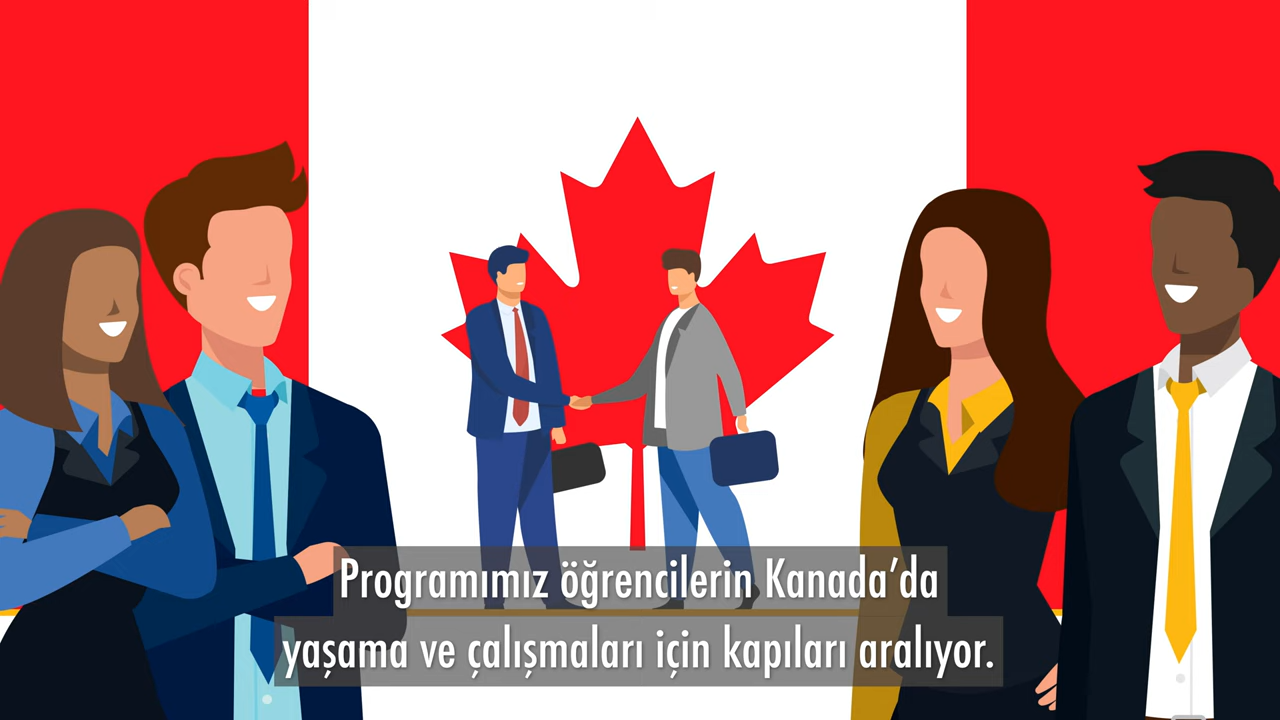 Programımız öğrencilerin Kanada’da
yaşama ve çalışmaları için kapıları aralıyor.